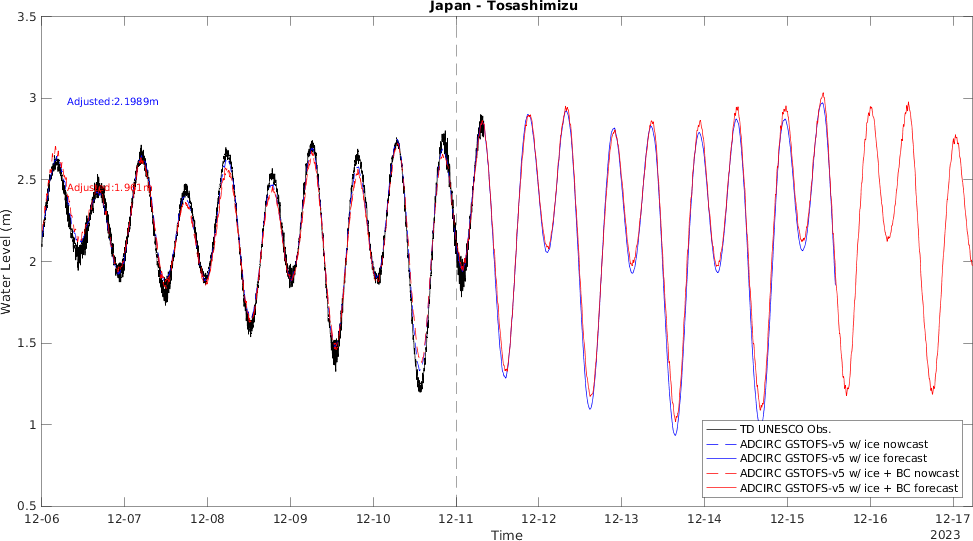 Japan - Tosashimizu
3.5
3
2.5
2
1.5
1
0.5
Water Level (m)
Adjusted:2.1989m
Adjusted:1.961m
TD UNESCO Obs.
ADCIRC GSTOFS-v5 w/ ice nowcast
ADCIRC GSTOFS-v5 w/ ice forecast
ADCIRC GSTOFS-v5 w/ ice + BC nowcast
ADCIRC GSTOFS-v5 w/ ice + BC forecast
12-06 12-07 12-08 12-09 12-10 12-11 12-12 12-13 12-14 12-15 12-16 12-17
Time
2023